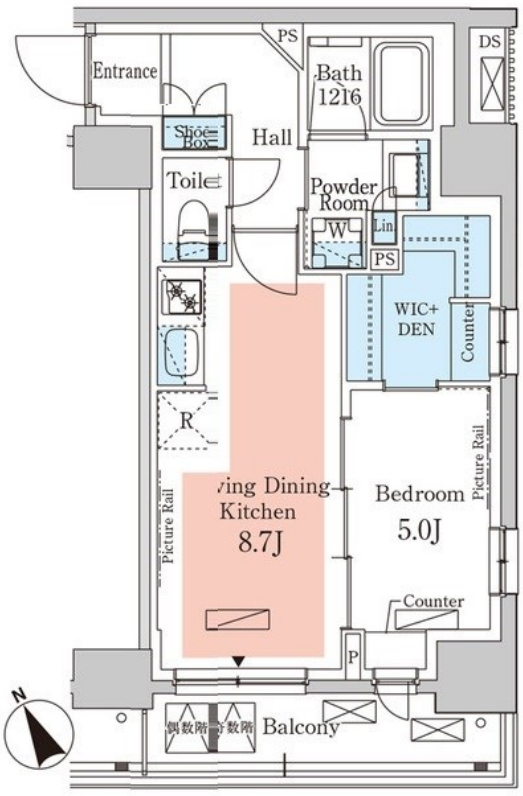 PS
DS
Entrance
Bath
1216
Shoe
Box
Hall
Toile
Powder
Room
W
Lin
PS
WIC+
DEN
Counter
R
Picture Rail
ving Dining
Kitchen
8.7J
Bedroom
5.0J
Picture Rail
Counter
P
N
偶数階
奇数階
Balcony